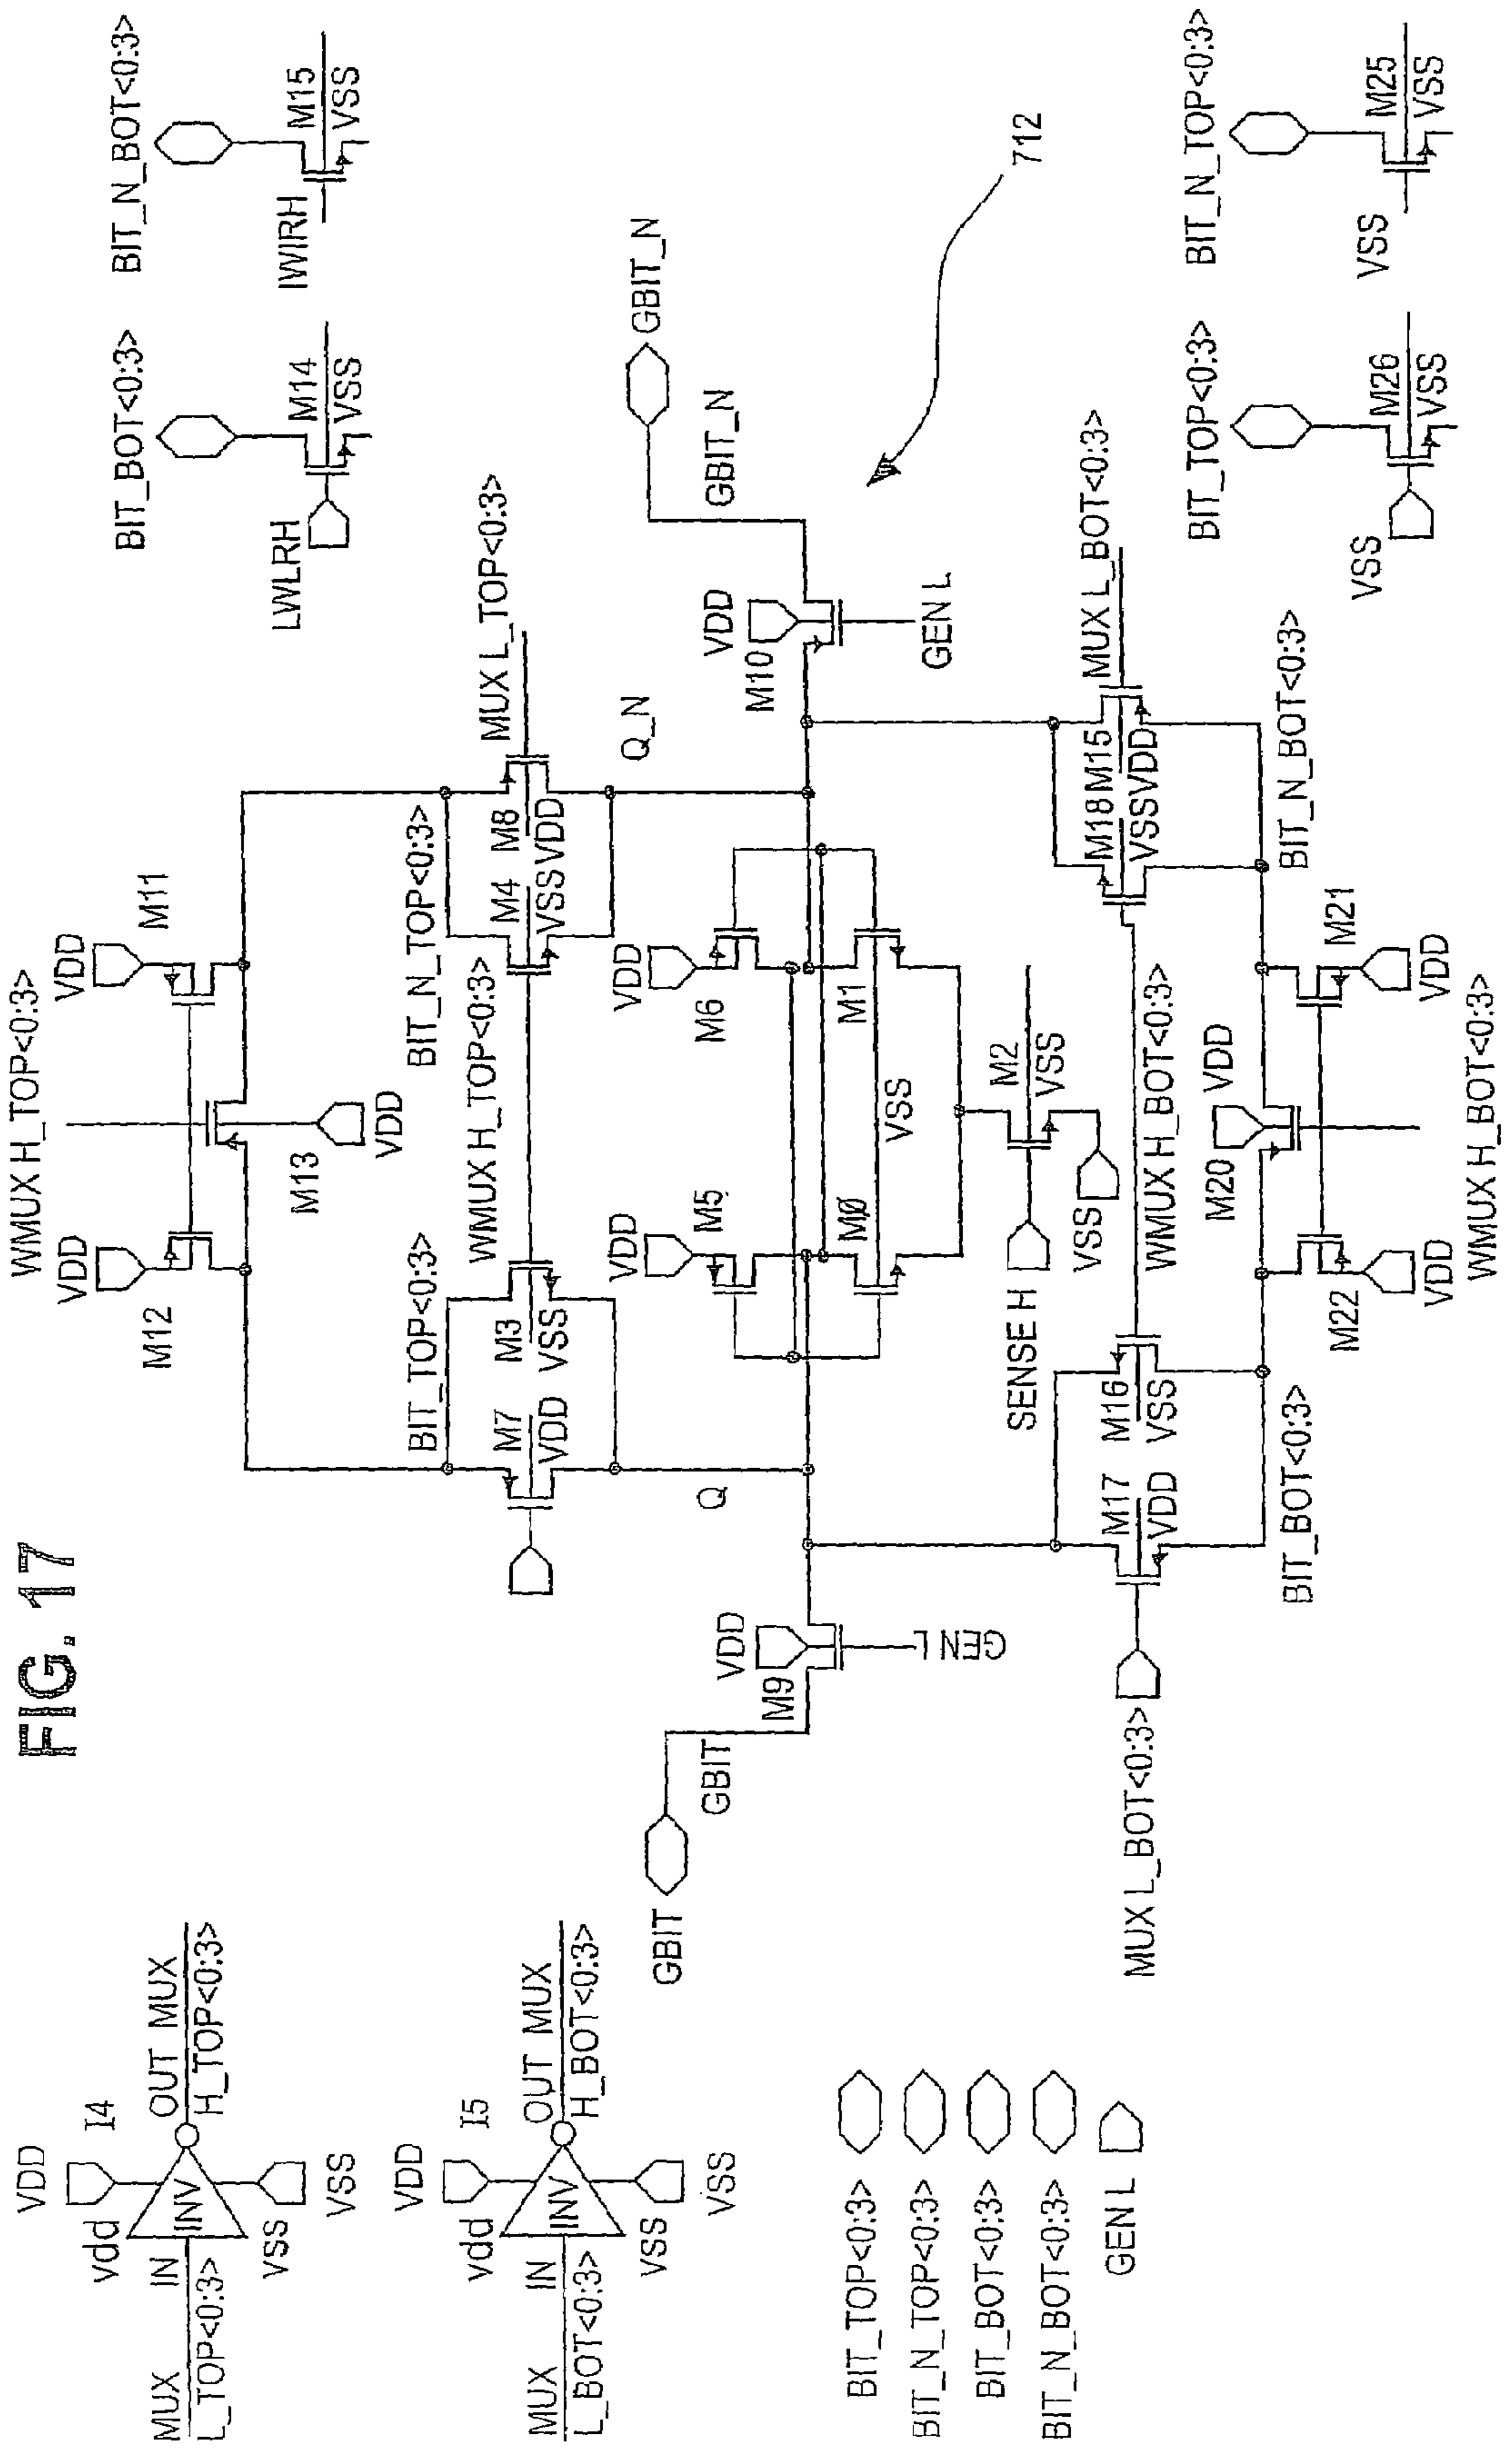 FIG. 17
MUX
L_TOP<0:3>
IN
vdd
VDD
I4
INV
OUT MUX
H_TOP<0:3>
VSS
VSS
MUX
L_BOT<0:3>
IN
vdd
VDD
I5
INV
OUT MUX
H_BOT<0:3>
VSS
VSS
BIT_TOP<0:3>
BIT_N_TOP<0:3>
BIT_BOT<0:3>
BIT_N_BOT<0:3>
GEN L
WMUX H_TOP<0:3>
VDD
M12
VDD
M11
M13
VDD
BIT_TOP<0:3>
M7
VDD
M3
VSS
WMUX H_TOP<0:3>
BIT_N_TOP<0:3>
M4
VSS
M8
VDD
MUX L_TOP<0:3>
Q
Q_N
GBIT
GBIT
M9
VDD
GEN L
VDD
M5
VDD
M6
MØ
M1
VSS
SENSE H
M2
VSS
VSS
M10
VDD
GEN L
GBIT_N
GBIT_N
712
MUX L_BOT<0:3>
M17
VDD
M16
VSS
WMUX H_BOT<0:3>
M18
M15
VSS
VDD
MUX L_BOT<0:3>
BIT_BOT<0:3>
BIT_N_BOT<0:3>
M20
VDD
M22
VDD
M21
VDD
WMUX H_BOT<0:3>
BIT_BOT<0:3>
LWLRH
M14
VSS
BIT_N_BOT<0:3>
IWIRH
M15
VSS
BIT_TOP<0:3>
VSS
M26
VSS
BIT_N_TOP<0:3>
VSS
M25
VSS